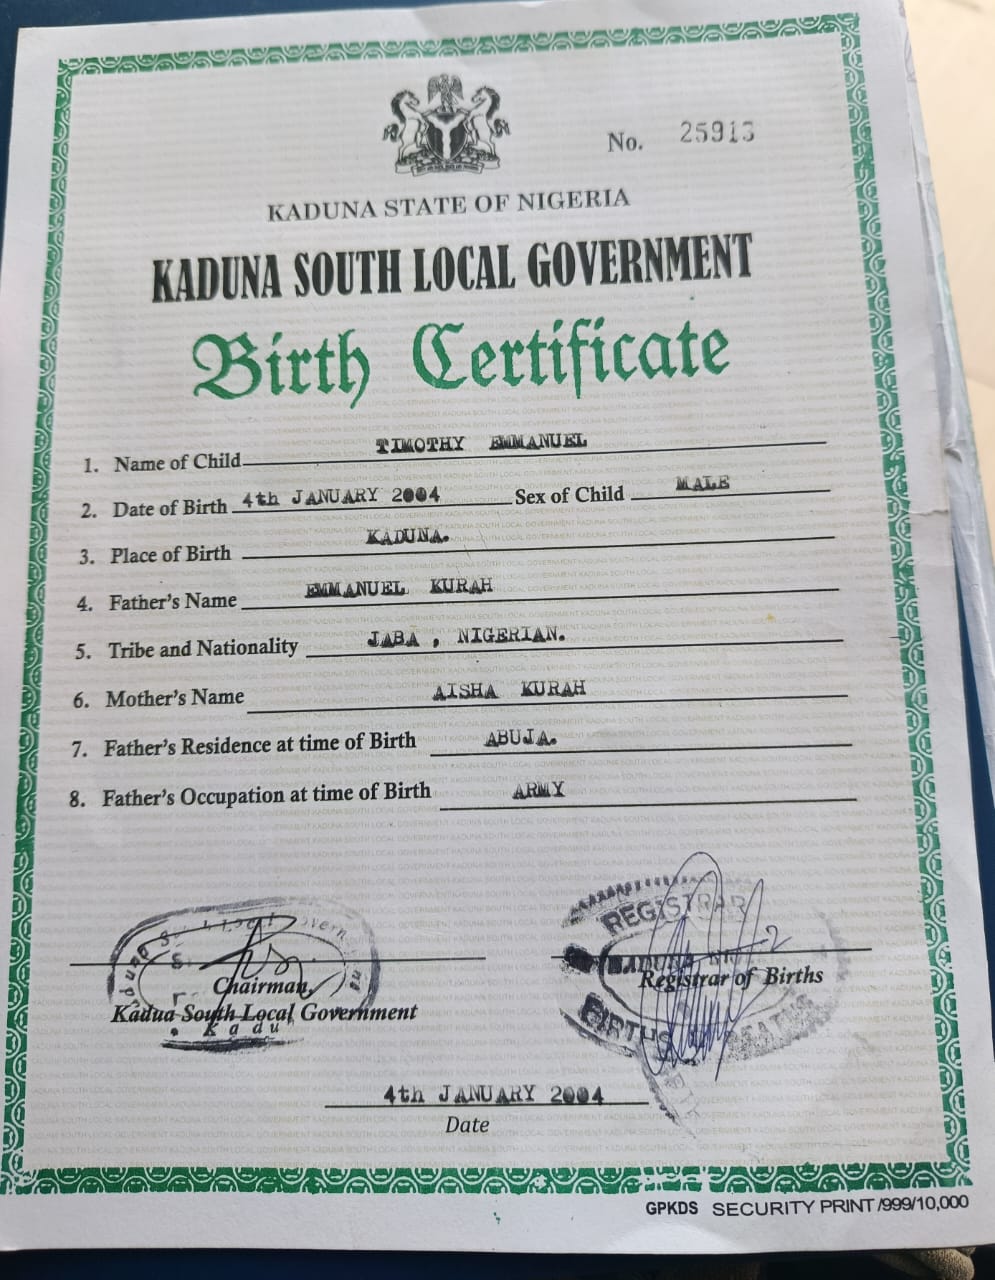 No. 25913
KADUNA STATE OF NIGERIA
KADUNA SOUTH LOCAL GOVERNMENT
Birth Certificate
1. Name of Child TIMOTHY EMMANUEL
2. Date of Birth 4th JANUARY 2004 Sex of Child MALE
3. Place of Birth KADUNA.
4. Father's Name EMMANUEL KURAH
5. Tribe and Nationality JABA , NIGERIAN.
6. Mother's Name AISHA KURAH
7. Father's Residence at time of Birth ABUJA.
8. Father's Occupation at time of Birth ARMY
REGISTRAR
KADUNA
BIRTHS
Chairman,
Kadua South Local Government
Registrar of Births
4th JANUARY 2004
Date
GPKDS SECURITY PRINT /999/10,000